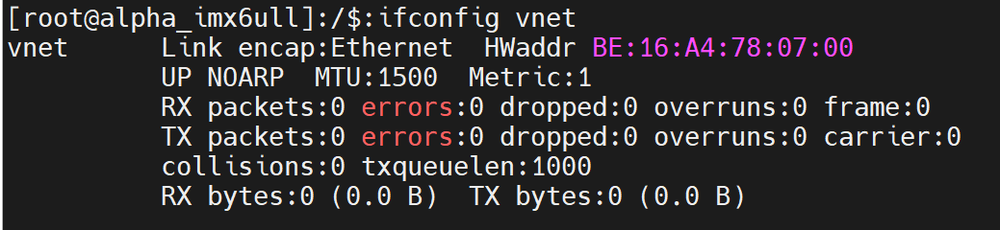 [root@alpha_imx6ull]:/$:ifconfig vnet
vnet      Link encap:Ethernet  HWaddr BE:16:A4:78:07:00
          UP NOARP  MTU:1500  Metric:1
          RX packets:0 errors:0 dropped:0 overruns:0 frame:0
          TX packets:0 errors:0 dropped:0 overruns:0 carrier:0
          collisions:0 txqueuelen:1000
          RX bytes:0 (0.0 B)  TX bytes:0 (0.0 B)